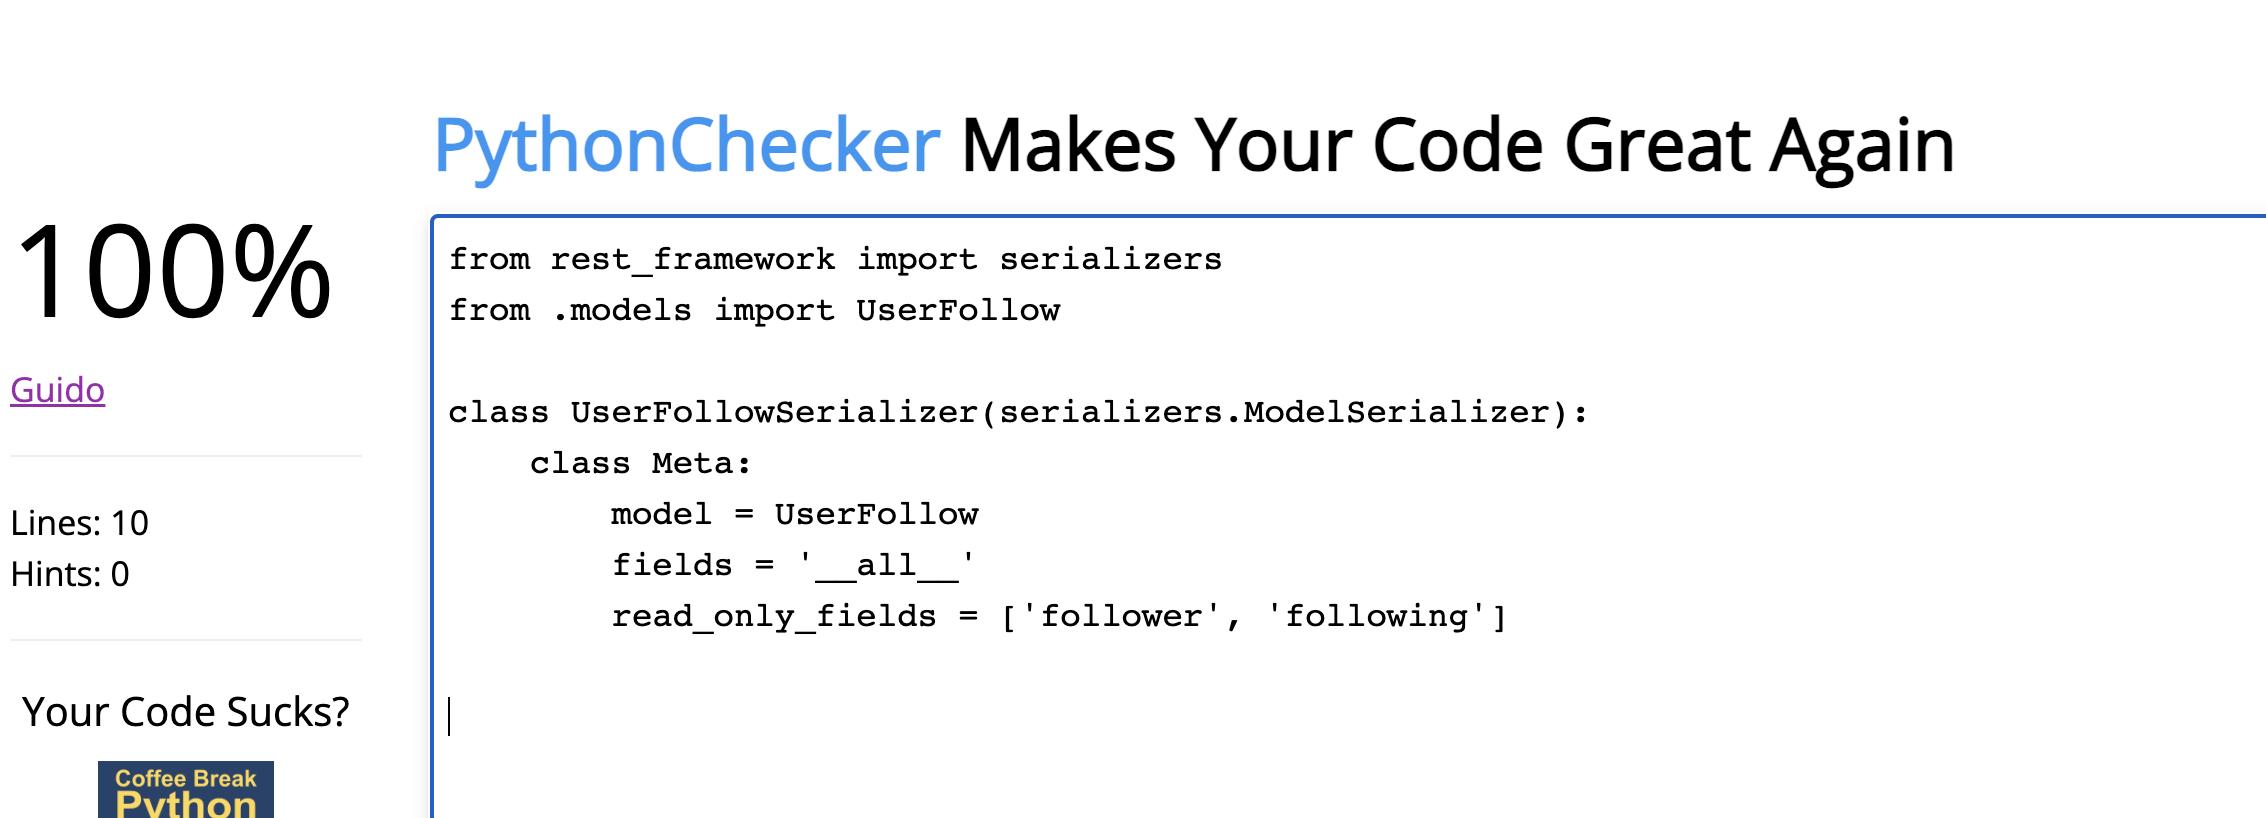 PythonChecker Makes Your Code Great Again
100%
Guido
Lines: 10
Hints: 0
Your Code Sucks?
Coffee Break
Python
from rest_framework import serializers
from .models import UserFollow
class UserFollowSerializer(serializers.ModelSerializer):
    class Meta:
        model = UserFollow
        fields = '__all__'
        read_only_fields = ['follower', 'following']